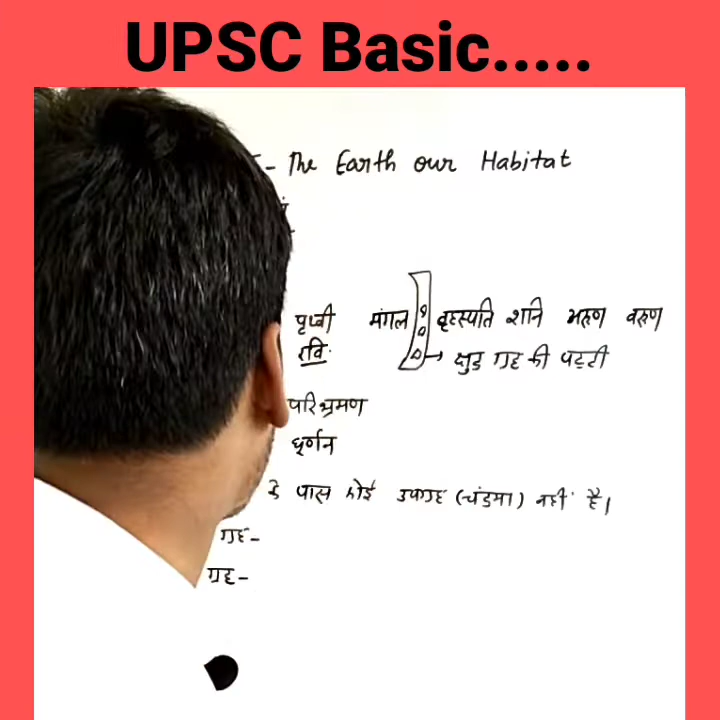 UPSC Basic.....
- The Earth our Habitat
पृथ्वी मंगल बृहस्पति शनि अरुण वरुण
रवि
→ क्षुद्र ग्रह की पट्टी
परिभ्रमण
घूर्णन
के पास कोई उपग्रह (चंद्रमा) नहीं है।
ग्रह-
ग्रह-